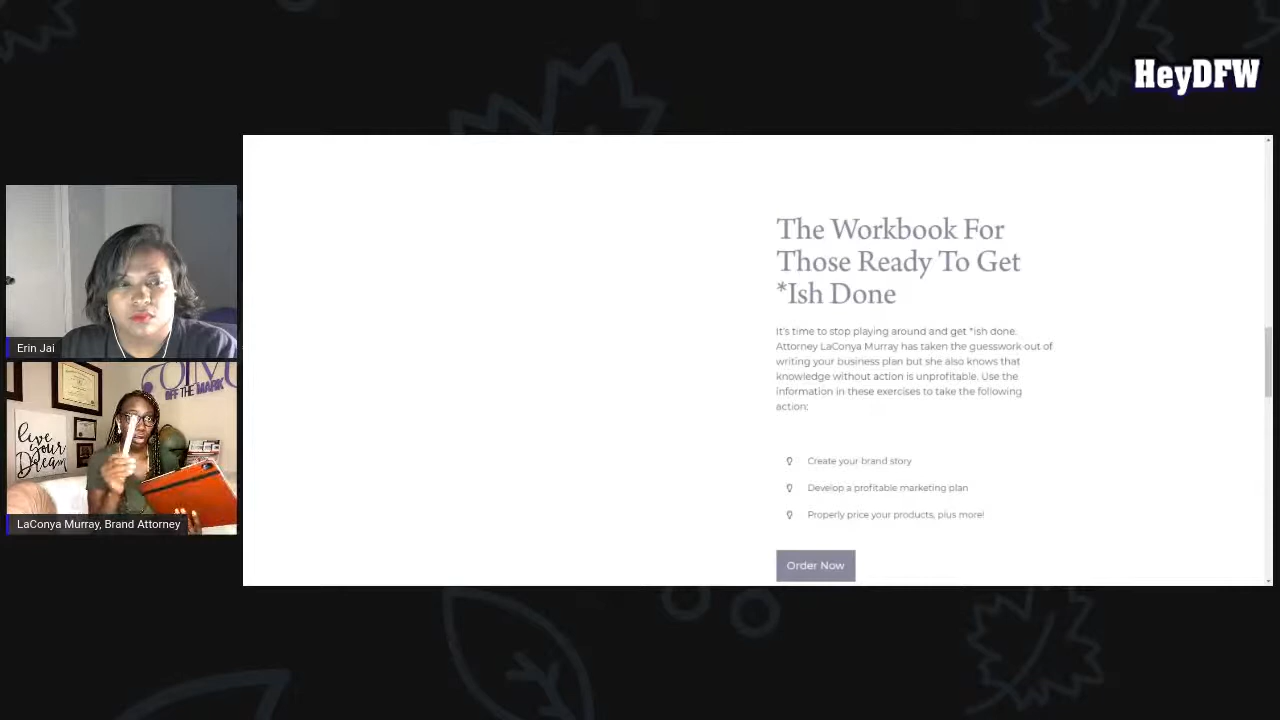 HeyDFW
The Workbook For
Those Ready To Get
*Ish Done
It's time to stop playing around and get *ish done.
Attorney LaConya Murray has taken the guesswork out of
writing your business plan but she also knows that
knowledge without action is unprofitable. Use the
information in these exercises to take the following
action:
Create your brand story
Develop a profitable marketing plan
Properly price your products, plus more!
Order Now
Erin Jai
OFF THE MARK
live
your
Dream
LaConya Murray, Brand Attorney